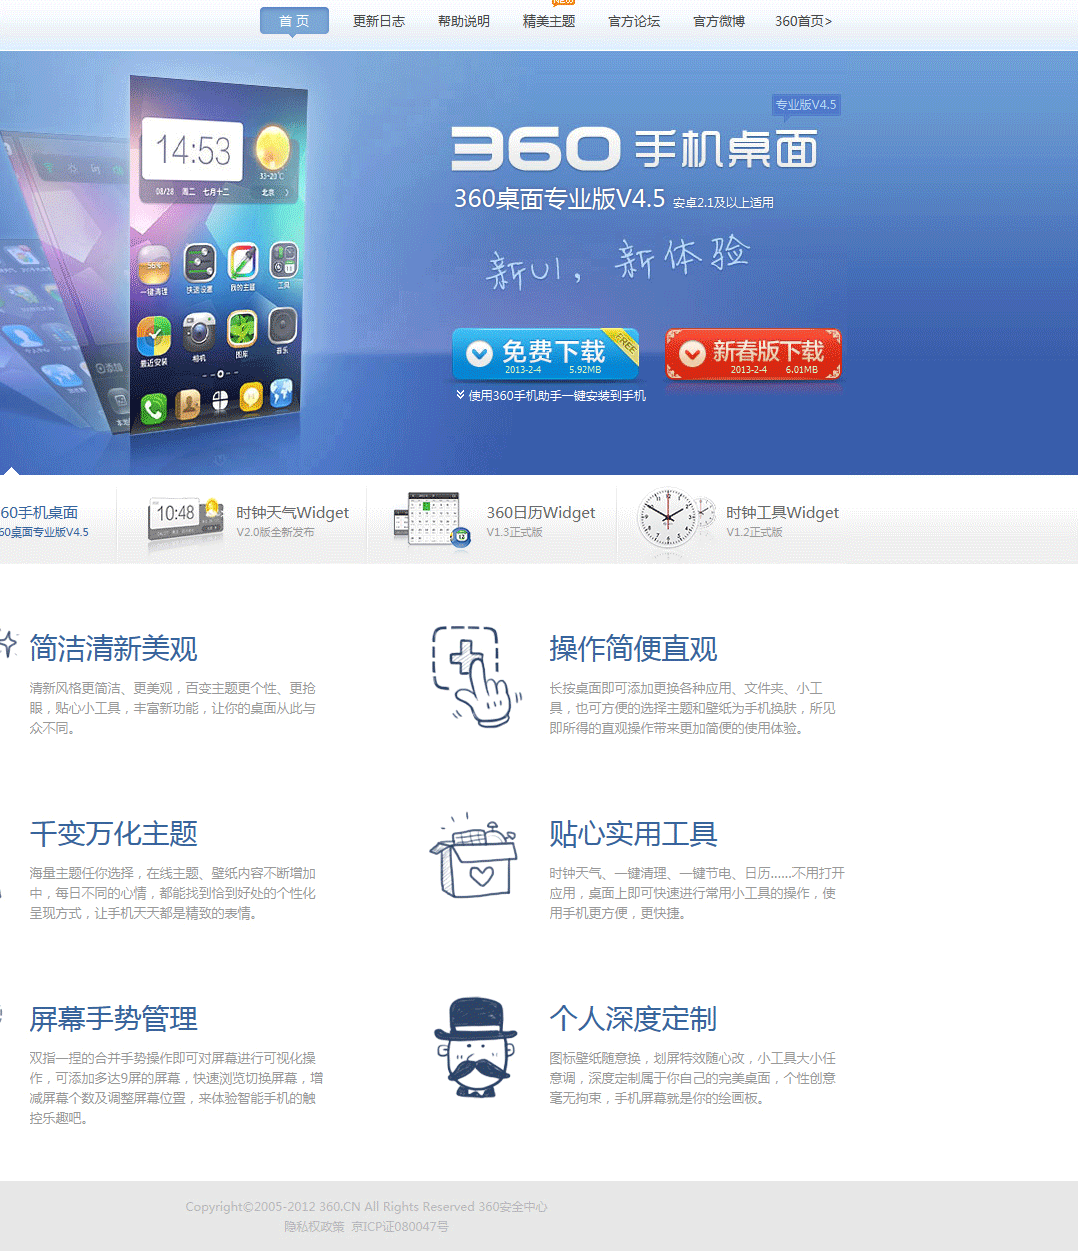 NEW
首 页
更新日志
帮助说明
精美主题
官方论坛
官方微博
360首页>
专业版V4.5
360 手机桌面
360桌面专业版V4.5 安卓2.1及以上适用
新UI，新体验
14:53
33~20℃
08/28 周二 七月十二
北京
56%
一键清理
快速设置
我的主题
工具
最近安装
相机
图库
音乐
添加
免费下载
2013-2-4 5.92MB
FREE
新春版下载
2013-2-4 6.01MB
使用360手机助手一键安装到手机
60手机桌面
60桌面专业版V4.5
10:48
时钟天气Widget
V2.0版全新发布
12
360日历Widget
V1.3正式版
时钟工具Widget
V1.2正式版
简洁清新美观
清新风格更简洁、更美观，百变主题更个性、更抢
眼，贴心小工具，丰富新功能，让你的桌面从此与
众不同。
操作简便直观
长按桌面即可添加更换各种应用、文件夹、小工
具，也可方便的选择主题和壁纸为手机换肤，所见
即所得的直观操作带来更加简便的使用体验。
千变万化主题
海量主题任你选择，在线主题、壁纸内容不断增加
中，每日不同的心情，都能找到恰到好处的个性化
呈现方式，让手机天天都是精致的表情。
贴心实用工具
时钟天气、一键清理、一键节电、日历......不用打开
应用，桌面上即可快速进行常用小工具的操作，使
用手机更方便，更快捷。
屏幕手势管理
双指一捏的合并手势操作即可对屏幕进行可视化操
作，可添加多达9屏的屏幕，快速浏览切换屏幕，增
减屏幕个数及调整屏幕位置，来体验智能手机的触
控乐趣吧。
个人深度定制
图标壁纸随意换，划屏特效随心改，小工具大小任
意调，深度定制属于你自己的完美桌面，个性创意
毫无拘束，手机屏幕就是你的绘画板。
Copyright©2005-2012 360.CN All Rights Reserved 360安全中心
隐私权政策 京ICP证080047号